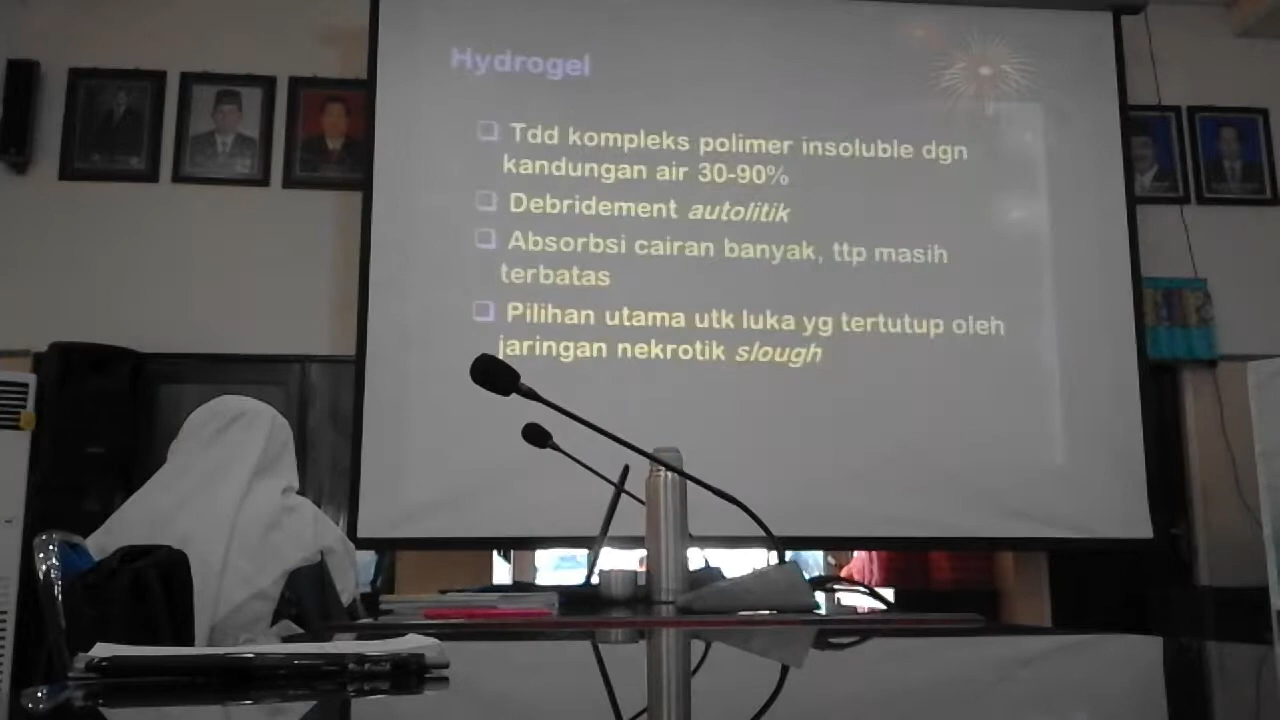 Hydrogel
Tdd kompleks polimer insoluble dgn
kandungan air 30-90%
Debridement autolitik
Absorbsi cairan banyak, ttp masih
terbatas
Pilihan utama utk luka yg tertutup oleh
jaringan nekrotik slough